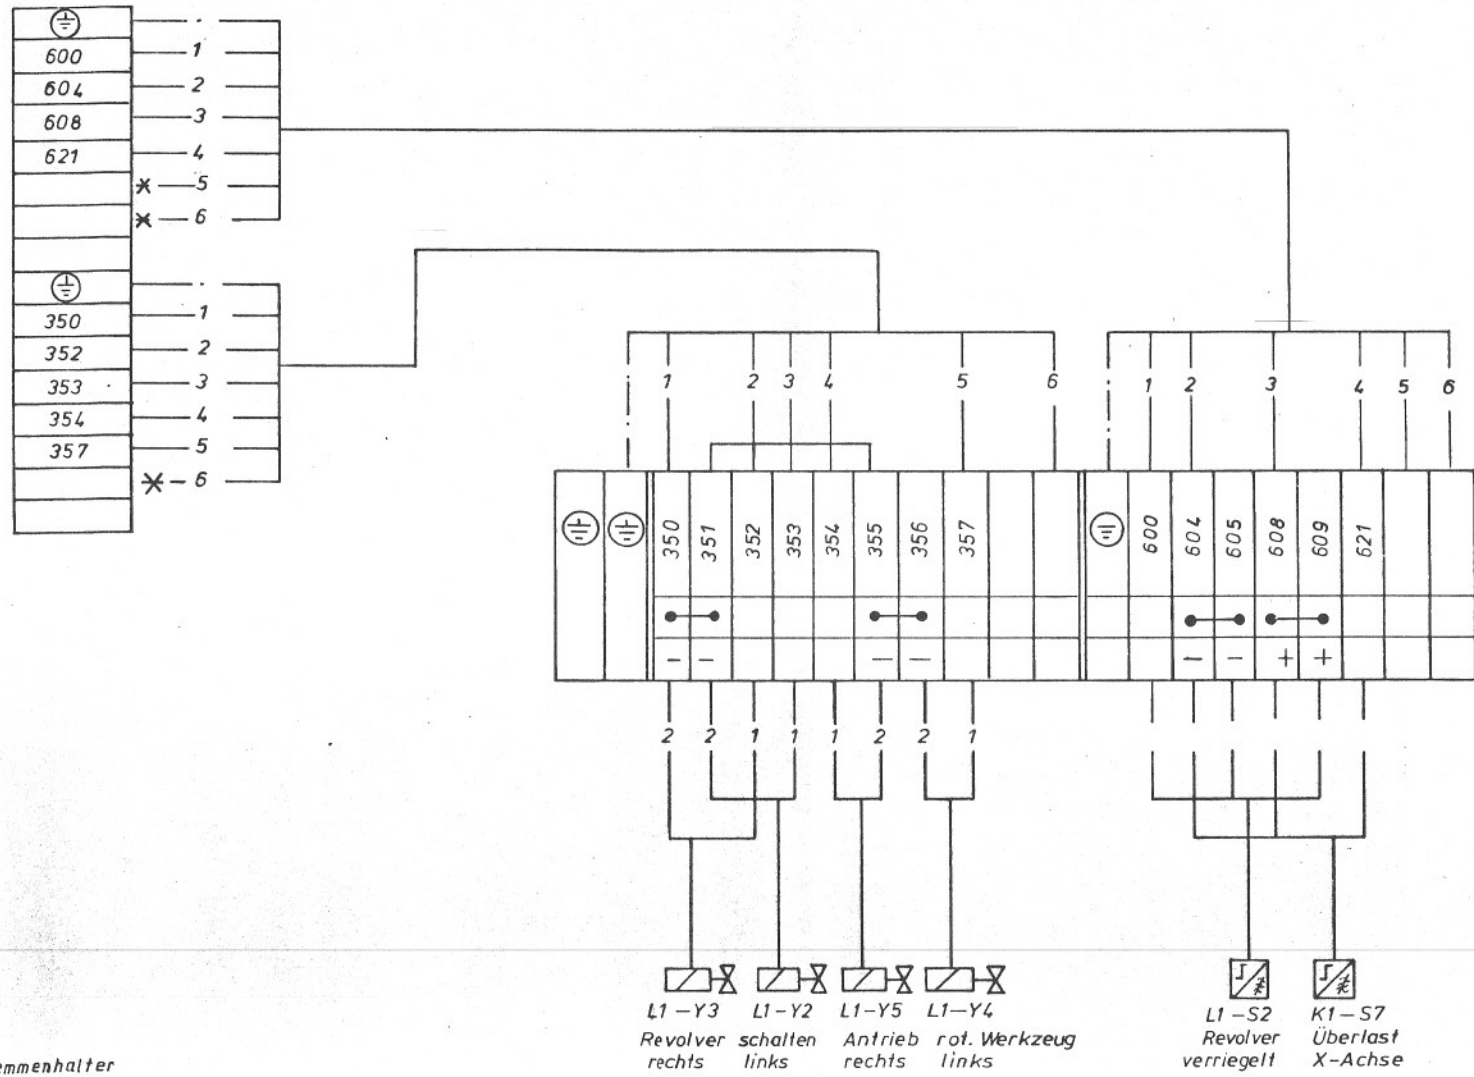 600 1
604 2
608 3
621 4
5
6
350 1
352 2
353 3
354 4
357 5
6
1 2 3 4 5 6 1 2 3 4 5 6
350 351 352 353 354 355 356 357 600 604 605 608 609 621
- - - - - - + +
2 2 1 1 1 2 2 1
L1-Y3 L1-Y2 L1-Y5 L1-Y4 L1-S2 K1-S7
Revolver schalten Antrieb rot. Werkzeug Revolver Überlast
rechts links rechts links verriegelt X-Achse
emmenhalter